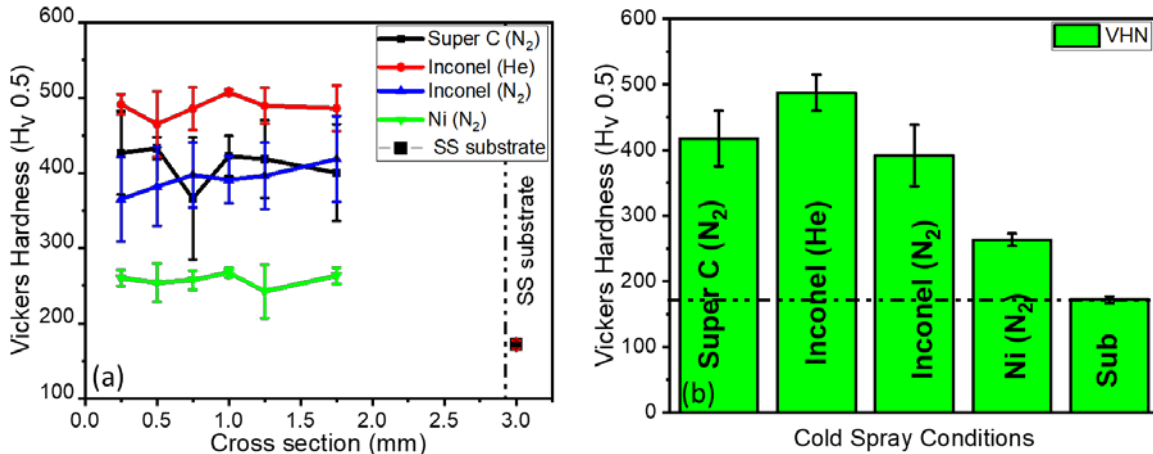 600
500
400
300
200
100
Vickers Hardness (H_V 0.5)
Super C (N₂)
Inconel (He)
Inconel (N₂)
Ni (N₂)
SS substrate
SS substrate
(a)
0.0 0.5 1.0 1.5 2.0 2.5 3.0
Cross section (mm)
600
500
400
300
200
100
0
Vickers Hardness (H_V 0.5)
VHN
Super C (N₂)
Inconel (He)
Inconel (N₂)
Ni (N₂)
Sub
(b)
Cold Spray Conditions